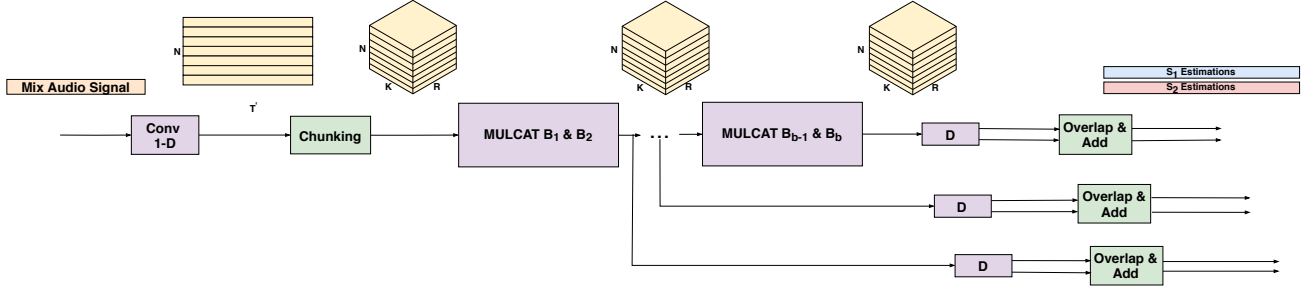 N
T'
N
K
R
N
K
R
N
K
R
Mix Audio Signal
S1 Estimations
S2 Estimations
Conv
1-D
Chunking
MULCAT B1 & B2
...
MULCAT Bb-1 & Bb
D
Overlap &
Add
D
Overlap &
Add
D
Overlap &
Add